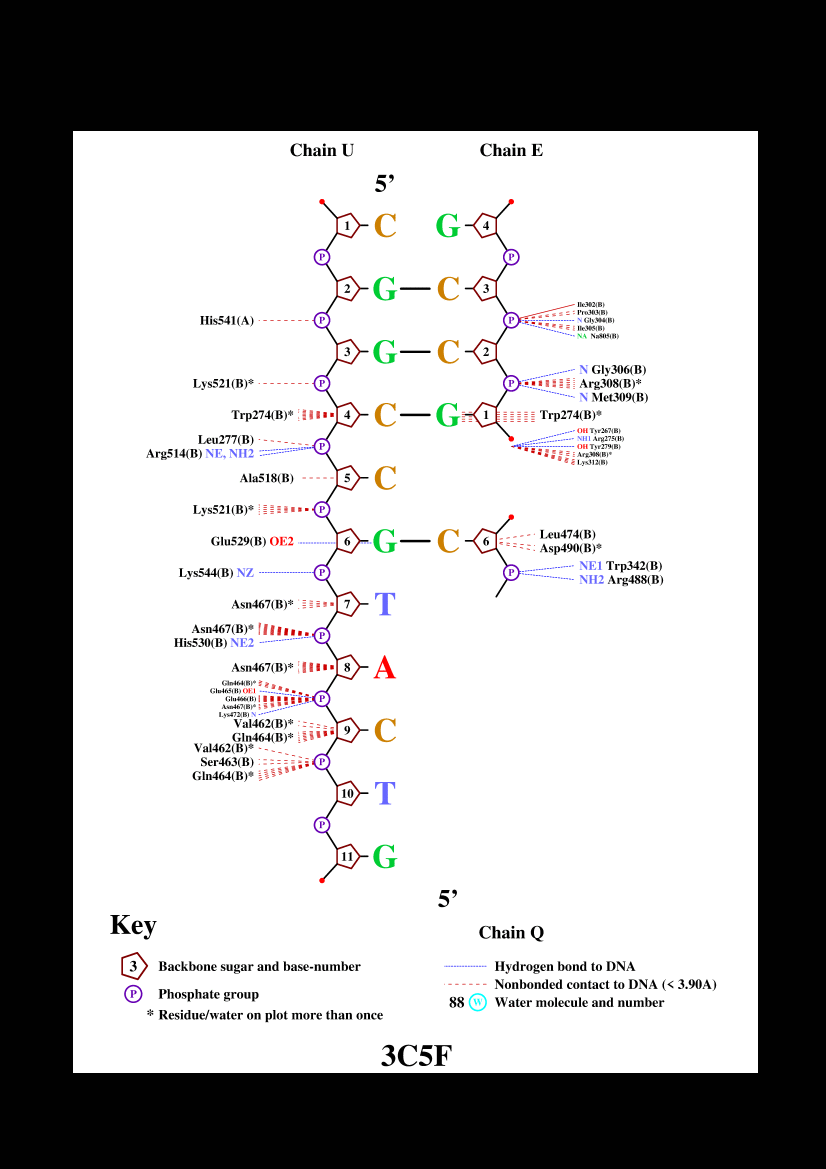 Chain U
Chain E
5’
1 C G 4
P P
2 G C 3
His541(A) P P
Ile302(B)
Pro303(B)
N Gly304(B)
Ile305(B)
NA Na805(B)
3 G C 2
Lys521(B)* P P
N Gly306(B)
Arg308(B)*
N Met309(B)
Trp274(B)* 4 C G 1 Trp274(B)*
Leu277(B)
Arg514(B) NE, NH2 P
OH Tyr267(B)
NH1 Arg275(B)
OH Tyr279(B)
Arg308(B)*
Lys312(B)
Ala518(B) 5 C
Lys521(B)* P
Glu529(B) OE2 6 G C 6
Leu474(B)
Asp490(B)*
Lys544(B) NZ P P
NE1 Trp342(B)
NH2 Arg488(B)
Asn467(B)* 7 T
Asn467(B)*
His530(B) NE2 P
Asn467(B)* 8 A
Gln464(B)*
Glu465(B) OE1
Glu466(B)
Asn467(B)*
Lys472(B) N
P
Val462(B)*
Gln464(B)*
9 C
Val462(B)*
Ser463(B)
Gln464(B)*
P
10 T
P
11 G
5’
Key
Chain Q
3 Backbone sugar and base-number
P Phosphate group
* Residue/water on plot more than once
Hydrogen bond to DNA
Nonbonded contact to DNA (< 3.90A)
88 W Water molecule and number
3C5F